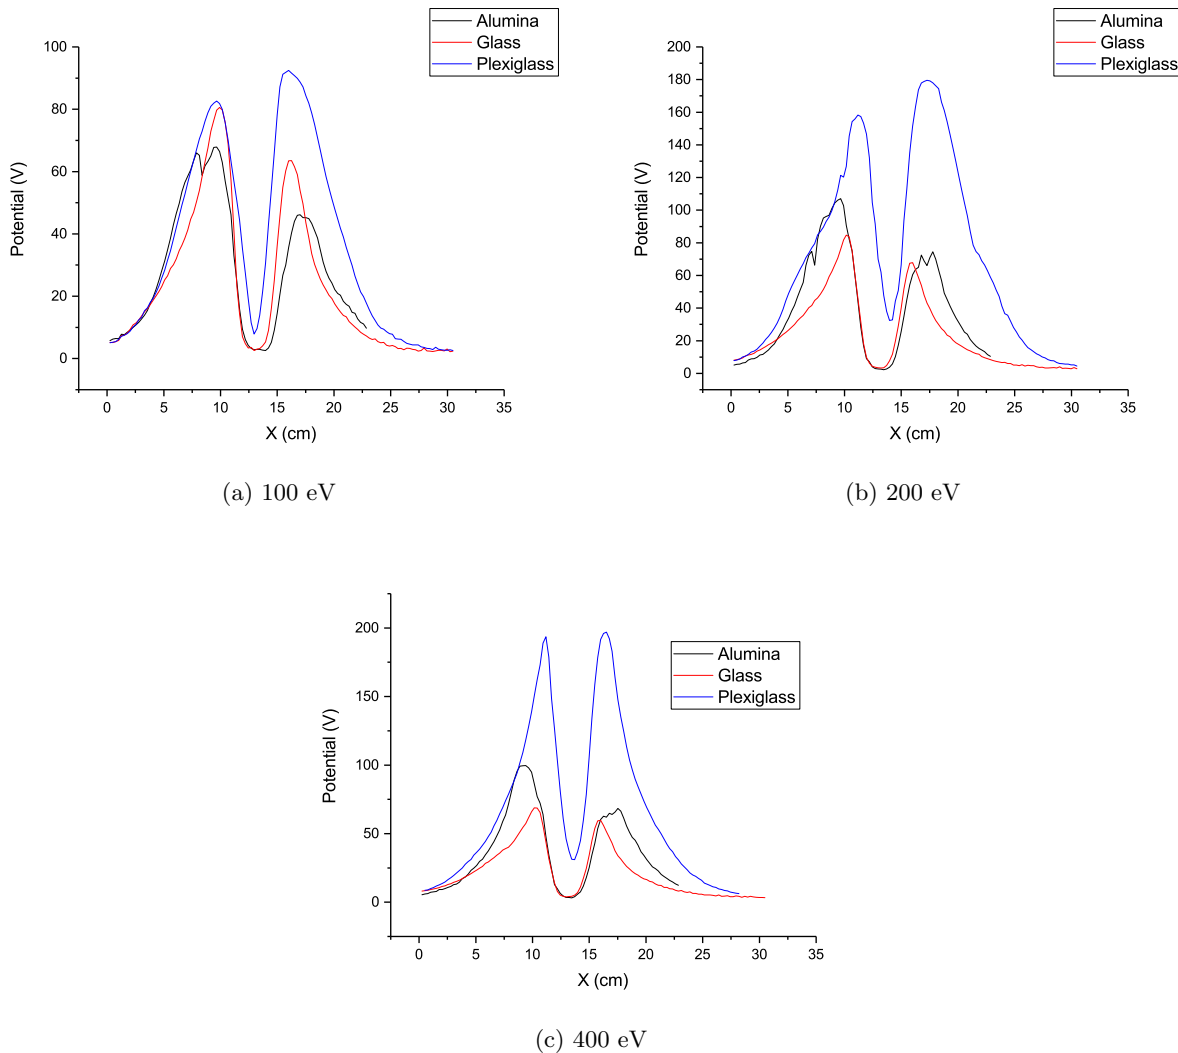 Alumina
Glass
Plexiglass
100
80
60
40
20
0
Potential (V)
0 5 10 15 20 25 30 35
X (cm)
(a) 100 eV
Alumina
Glass
Plexiglass
200
180
160
140
120
100
80
60
40
20
0
Potential (V)
0 5 10 15 20 25 30 35
X (cm)
(b) 200 eV
Alumina
Glass
Plexiglass
200
150
100
50
0
Potential (V)
0 5 10 15 20 25 30 35
X (cm)
(c) 400 eV